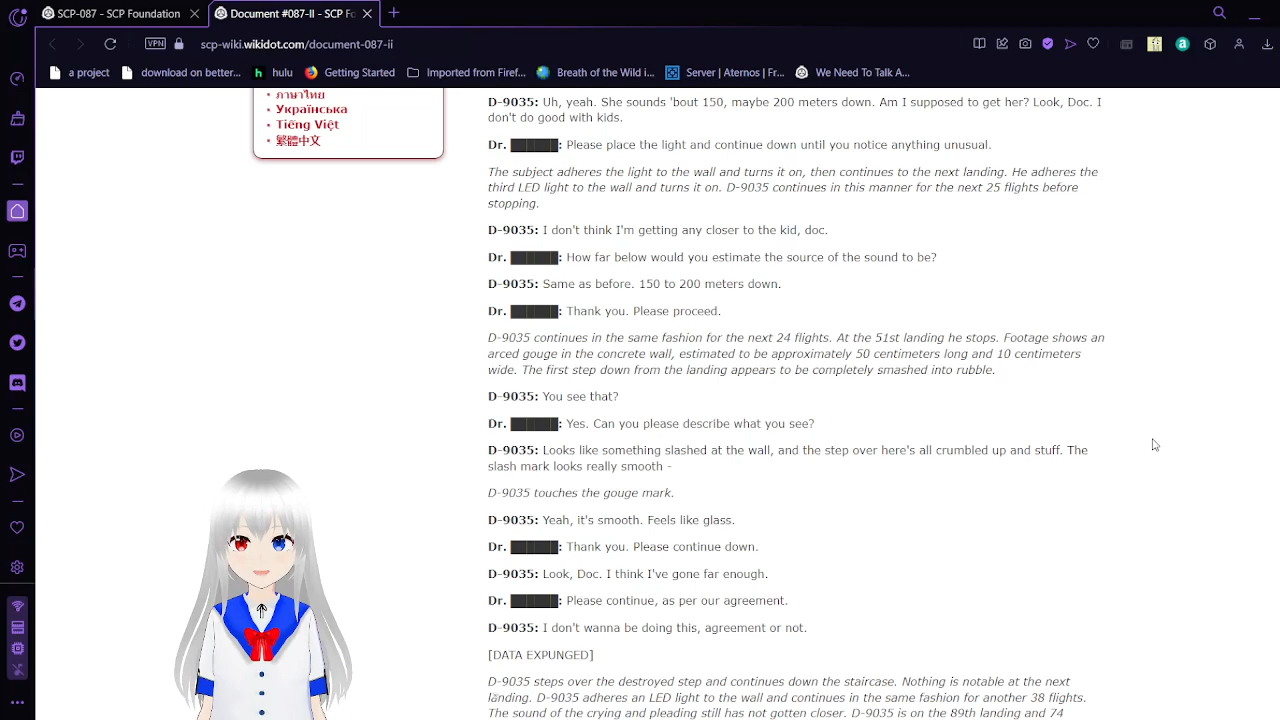 SCP-087 - SCP Foundation
Document #087-II - SCP Fo
VPN
scp-wiki.wikidot.com/document-087-ii
a project
download on better...
hulu
Getting Started
Imported from Firef...
Breath of the Wild i...
Server | Aternos | Fr...
We Need To Talk A...
ภาษาไทย
Українська
Tiếng Việt
繁體中文
D-9035: Uh, yeah. She sounds 'bout 150, maybe 200 meters down. Am I supposed to get her? Look, Doc. I
don't do good with kids.
Dr. ██████: Please place the light and continue down until you notice anything unusual.
The subject adheres the light to the wall and turns it on, then continues to the next landing. He adheres the
third LED light to the wall and turns it on. D-9035 continues in this manner for the next 25 flights before
stopping.
D-9035: I don't think I'm getting any closer to the kid, doc.
Dr. ██████: How far below would you estimate the source of the sound to be?
D-9035: Same as before. 150 to 200 meters down.
Dr. ██████: Thank you. Please proceed.
D-9035 continues in the same fashion for the next 24 flights. At the 51st landing he stops. Footage shows an
arced gouge in the concrete wall, estimated to be approximately 50 centimeters long and 10 centimeters
wide. The first step down from the landing appears to be completely smashed into rubble.
D-9035: You see that?
Dr. ██████: Yes. Can you please describe what you see?
D-9035: Looks like something slashed at the wall, and the step over here's all crumbled up and stuff. The
slash mark looks really smooth -
D-9035 touches the gouge mark.
D-9035: Yeah, it's smooth. Feels like glass.
Dr. ██████: Thank you. Please continue down.
D-9035: Look, Doc. I think I've gone far enough.
Dr. ██████: Please continue, as per our agreement.
D-9035: I don't wanna be doing this, agreement or not.
[DATA EXPUNGED]
D-9035 steps over the destroyed step and continues down the staircase. Nothing is notable at the next
landing. D-9035 adheres an LED light to the wall and continues in the same fashion for another 38 flights.
The sound of the crying and pleading still has not gotten closer. D-9035 is on the 89th landing and 74